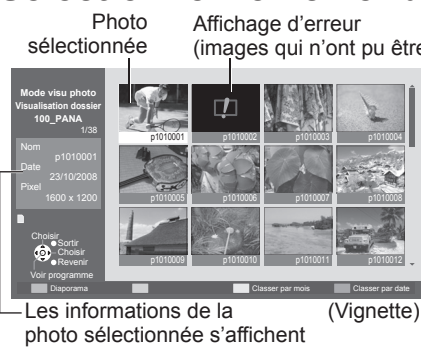 Photo
sélectionnée
Affichage d'erreur
(images qui n'ont pu être
Mode visu photo
Visualisation dossier
100_PANA
1/38
Nom
p1010001
Date
23/10/2008
Pixel
1600 x 1200
Choisir
Sortir
Choisir
Revenir
Voir programme
p1010001
p1010002
p1010003
p1010004
p1010005
p1010006
p1010007
p1010008
p1010009
p1010010
p1010011
p1010012
Diaporama
Classer par mois
Classer par date
Les informations de la
photo sélectionnée s'affichent
(Vignette)